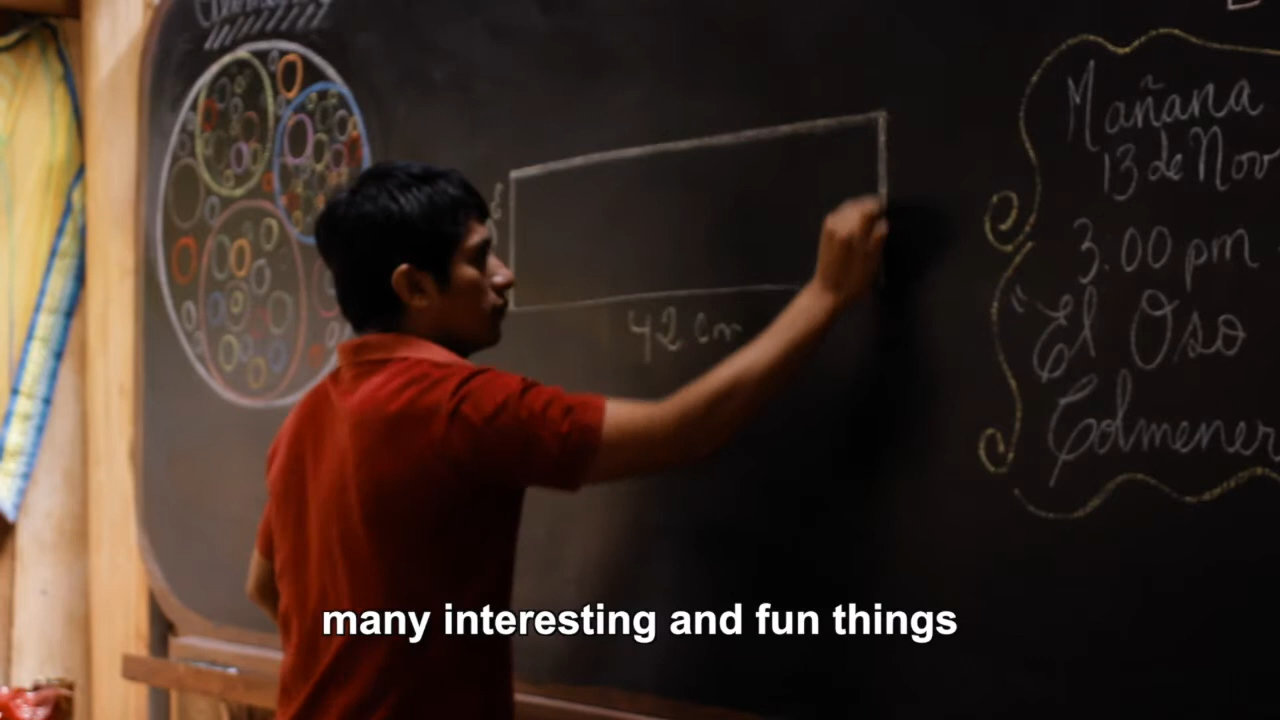 42 cm
Mañana
13 de Nov
3:00 pm
"El Oso
Colmener
many interesting and fun things